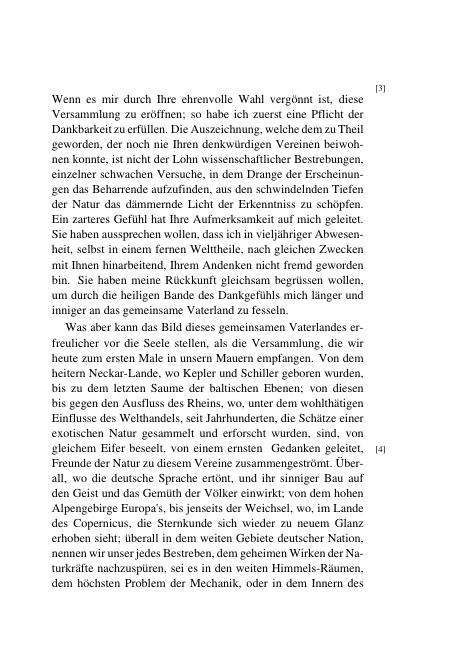 [3]
Wenn es mir durch Ihre ehrenvolle Wahl vergönnt ist, diese
Versammlung zu eröffnen; so habe ich zuerst eine Pflicht der
Dankbarkeit zu erfüllen. Die Auszeichnung, welche dem zu Theil
geworden, der noch nie Ihren denkwürdigen Vereinen beiwoh-
nen konnte, ist nicht der Lohn wissenschaftlicher Bestrebungen,
einzelner schwachen Versuche, in dem Drange der Erscheinun-
gen das Beharrende aufzufinden, aus den schwindelnden Tiefen
der Natur das dämmernde Licht der Erkenntniss zu schöpfen.
Ein zarteres Gefühl hat Ihre Aufmerksamkeit auf mich geleitet.
Sie haben aussprechen wollen, dass ich in vieljähriger Abwesen-
heit, selbst in einem fernen Welttheile, nach gleichen Zwecken
mit Ihnen hinarbeitend, Ihrem Andenken nicht fremd geworden
bin. Sie haben meine Rückkunft gleichsam begrüssen wollen,
um durch die heiligen Bande des Dankgefühls mich länger und
inniger an das gemeinsame Vaterland zu fesseln.
Was aber kann das Bild dieses gemeinsamen Vaterlandes er-
freulicher vor die Seele stellen, als die Versammlung, die wir
heute zum ersten Male in unsern Mauern empfangen. Von dem
heitern Neckar-Lande, wo Kepler und Schiller geboren wurden,
bis zu dem letzten Saume der baltischen Ebenen; von diesen
bis gegen den Ausfluss des Rheins, wo, unter dem wohlthätigen
Einflusse des Welthandels, seit Jahrhunderten, die Schätze einer
exotischen Natur gesammelt und erforscht wurden, sind, von
gleichem Eifer beseelt, von einem ernsten Gedanken geleitet, [4]
Freunde der Natur zu diesem Vereine zusammengeströmt. Über-
all, wo die deutsche Sprache ertönt, und ihr sinniger Bau auf
den Geist und das Gemüth der Völker einwirkt; von dem hohen
Alpengebirge Europa's, bis jenseits der Weichsel, wo, im Lande
des Copernicus, die Sternkunde sich wieder zu neuem Glanz
erhoben sieht; überall in dem weiten Gebiete deutscher Nation,
nennen wir unser jedes Bestreben, dem geheimen Wirken der Na-
turkräfte nachzuspüren, sei es in den weiten Himmels-Räumen,
dem höchsten Problem der Mechanik, oder in dem Innern des